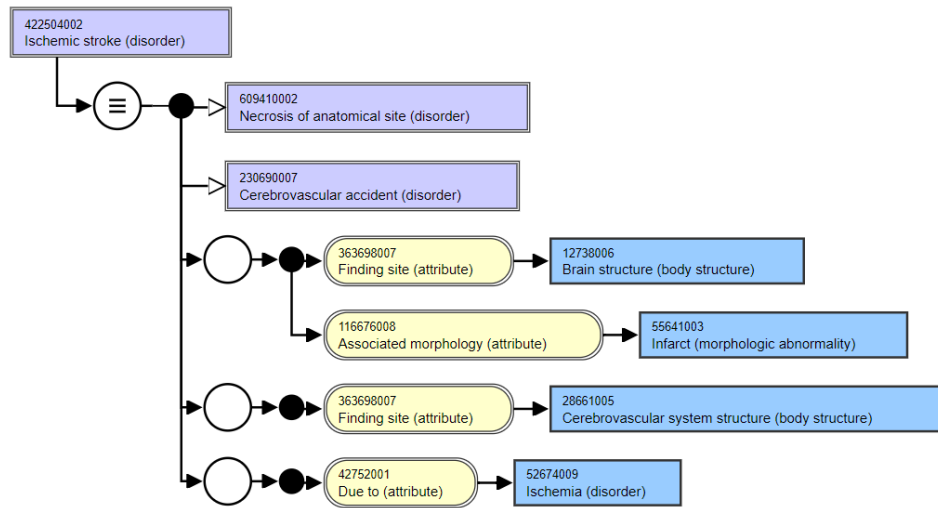 422504002
Ischemic stroke (disorder)
609410002
Necrosis of anatomical site (disorder)
230690007
Cerebrovascular accident (disorder)
363698007
Finding site (attribute)
12738006
Brain structure (body structure)
116676008
Associated morphology (attribute)
55641003
Infarct (morphologic abnormality)
363698007
Finding site (attribute)
28661005
Cerebrovascular system structure (body structure)
42752001
Due to (attribute)
52674009
Ischemia (disorder)